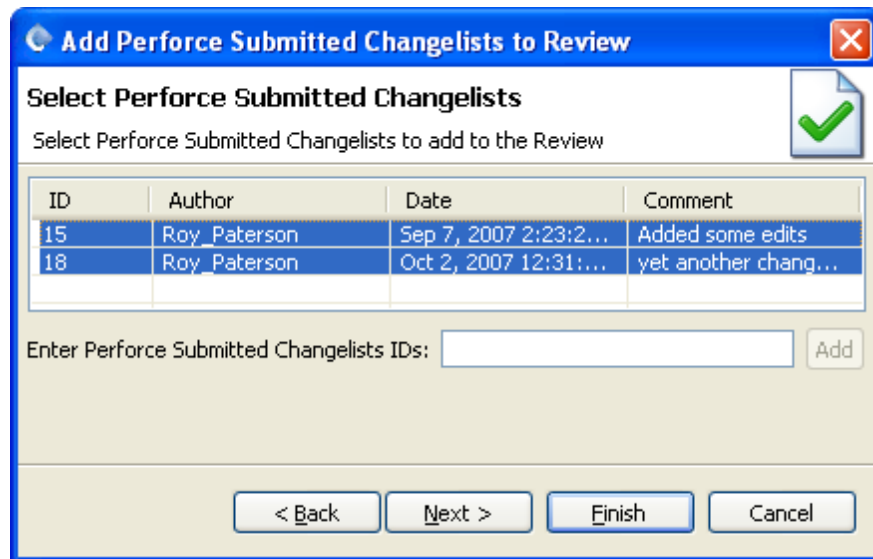 Add Perforce Submitted Changelists to Review
Select Perforce Submitted Changelists
Select Perforce Submitted Changelists to add to the Review
ID Author Date Comment
15 Roy_Paterson Sep 7, 2007 2:23:2... Added some edits
18 Roy_Paterson Oct 2, 2007 12:31:... yet another chang...
Enter Perforce Submitted Changelists IDs: Add
< Back Next > Finish Cancel